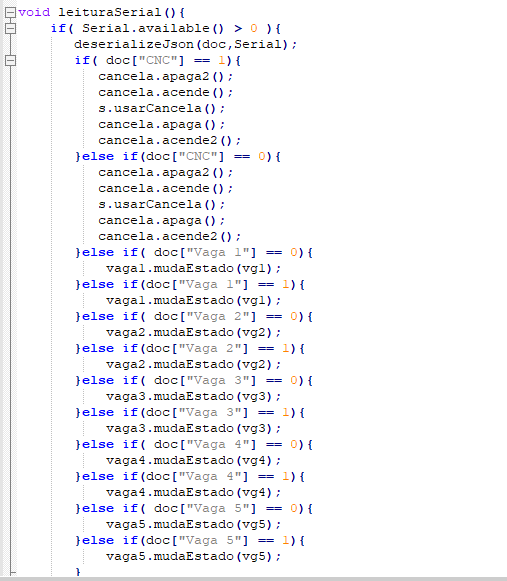 void leituraSerial(){
    if( Serial.available() > 0 ){
       deserializeJson(doc,Serial);
       if( doc["CNC"] == 1){
          cancela.apaga2();
          cancela.acende();
          s.usarCancela();
          cancela.apaga();
          cancela.acende2();
       }else if(doc["CNC"] == 0){
          cancela.apaga2();
          cancela.acende();
          s.usarCancela();
          cancela.apaga();
          cancela.acende2();
       }else if( doc["Vaga 1"] == 0){
           vaga1.mudaEstado(vg1);
       }else if(doc["Vaga 1"] == 1){
           vaga1.mudaEstado(vg1);
       }else if( doc["Vaga 2"] == 0){
           vaga2.mudaEstado(vg2);
       }else if(doc["Vaga 2"] == 1){
           vaga2.mudaEstado(vg2);
       }else if( doc["Vaga 3"] == 0){
           vaga3.mudaEstado(vg3);
       }else if(doc["Vaga 3"] == 1){
           vaga3.mudaEstado(vg3);
       }else if( doc["Vaga 4"] == 0){
           vaga4.mudaEstado(vg4);
       }else if(doc["Vaga 4"] == 1){
           vaga4.mudaEstado(vg4);
       }else if( doc["Vaga 5"] == 0){
           vaga5.mudaEstado(vg5);
       }else if(doc["Vaga 5"] == 1){
           vaga5.mudaEstado(vg5);
       }